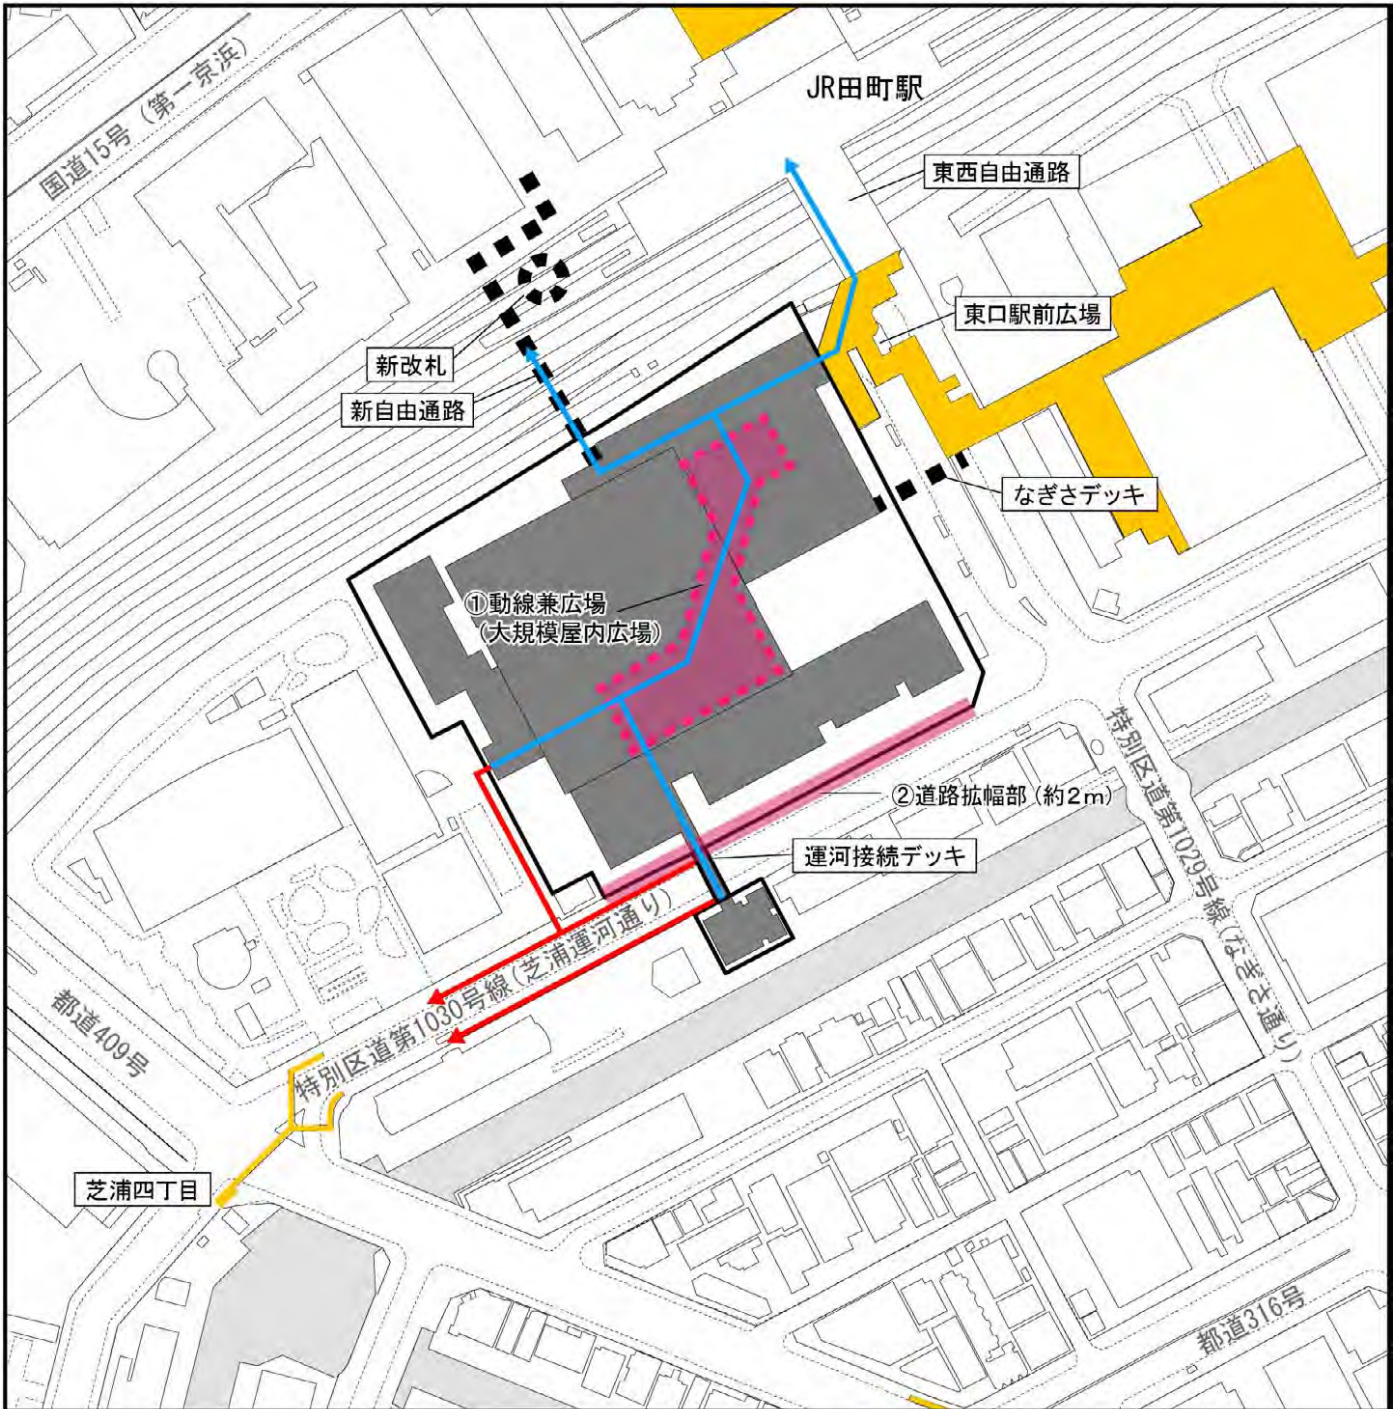 JR田町駅
国道15号(第一京浜)
東西自由通路
東口駅前広場
新改札
新自由通路
なぎさデッキ
①動線兼広場
(大規模屋内広場)
②道路拡幅部(約2m)
運河接続デッキ
特別区道第1029号線(なぎさ通り)
特別区道第1030号線(芝浦運河通り)
都道409号
芝浦四丁目
都道316号